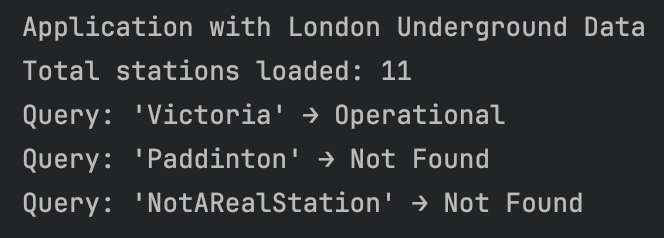 Application with London Underground Data
Total stations loaded: 11
Query: 'Victoria' → Operational
Query: 'Paddinton' → Not Found
Query: 'NotARealStation' → Not Found